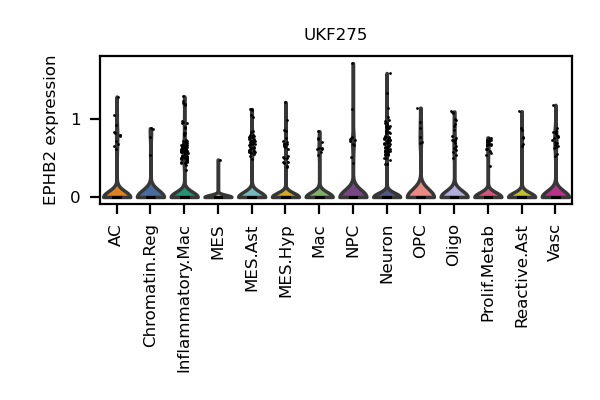 UKF275
EPHB2 expression
1
0
AC
Chromatin.Reg
Inflammatory.Mac
MES
MES.Ast
MES.Hyp
Mac
NPC
Neuron
OPC
Oligo
Prolif.Metab
Reactive.Ast
Vasc